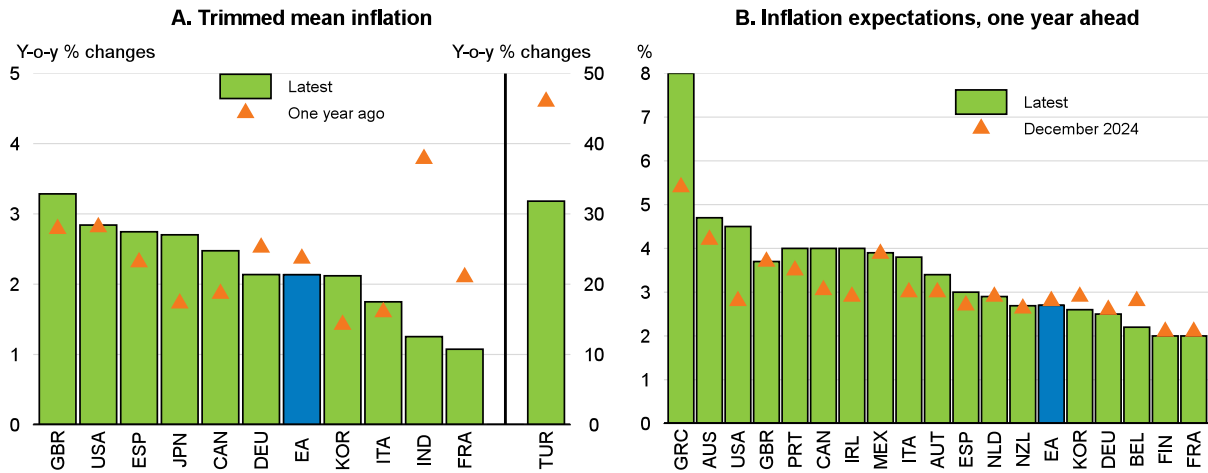 A. Trimmed mean inflation
Y-o-y % changes
Y-o-y % changes
5
4
3
2
1
0
50
40
30
20
10
0
Latest
One year ago
GBR
USA
ESP
JPN
CAN
DEU
EA
KOR
ITA
IND
FRA
TUR
B. Inflation expectations, one year ahead
%
8
7
6
5
4
3
2
1
0
Latest
December 2024
GRC
AUS
USA
GBR
PRT
CAN
IRL
MEX
ITA
AUT
ESP
NLD
NZL
EA
KOR
DEU
BEL
FIN
FRA